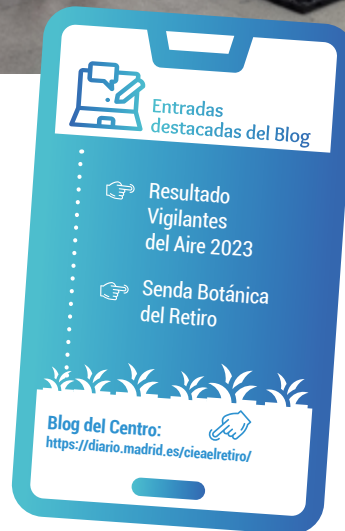 Entradas
destacadas del Blog
Resultado
Vigilantes
del Aire 2023
Senda Botánica
del Retiro
Blog del Centro:
https://diario.madrid.es/cieaelretiro/